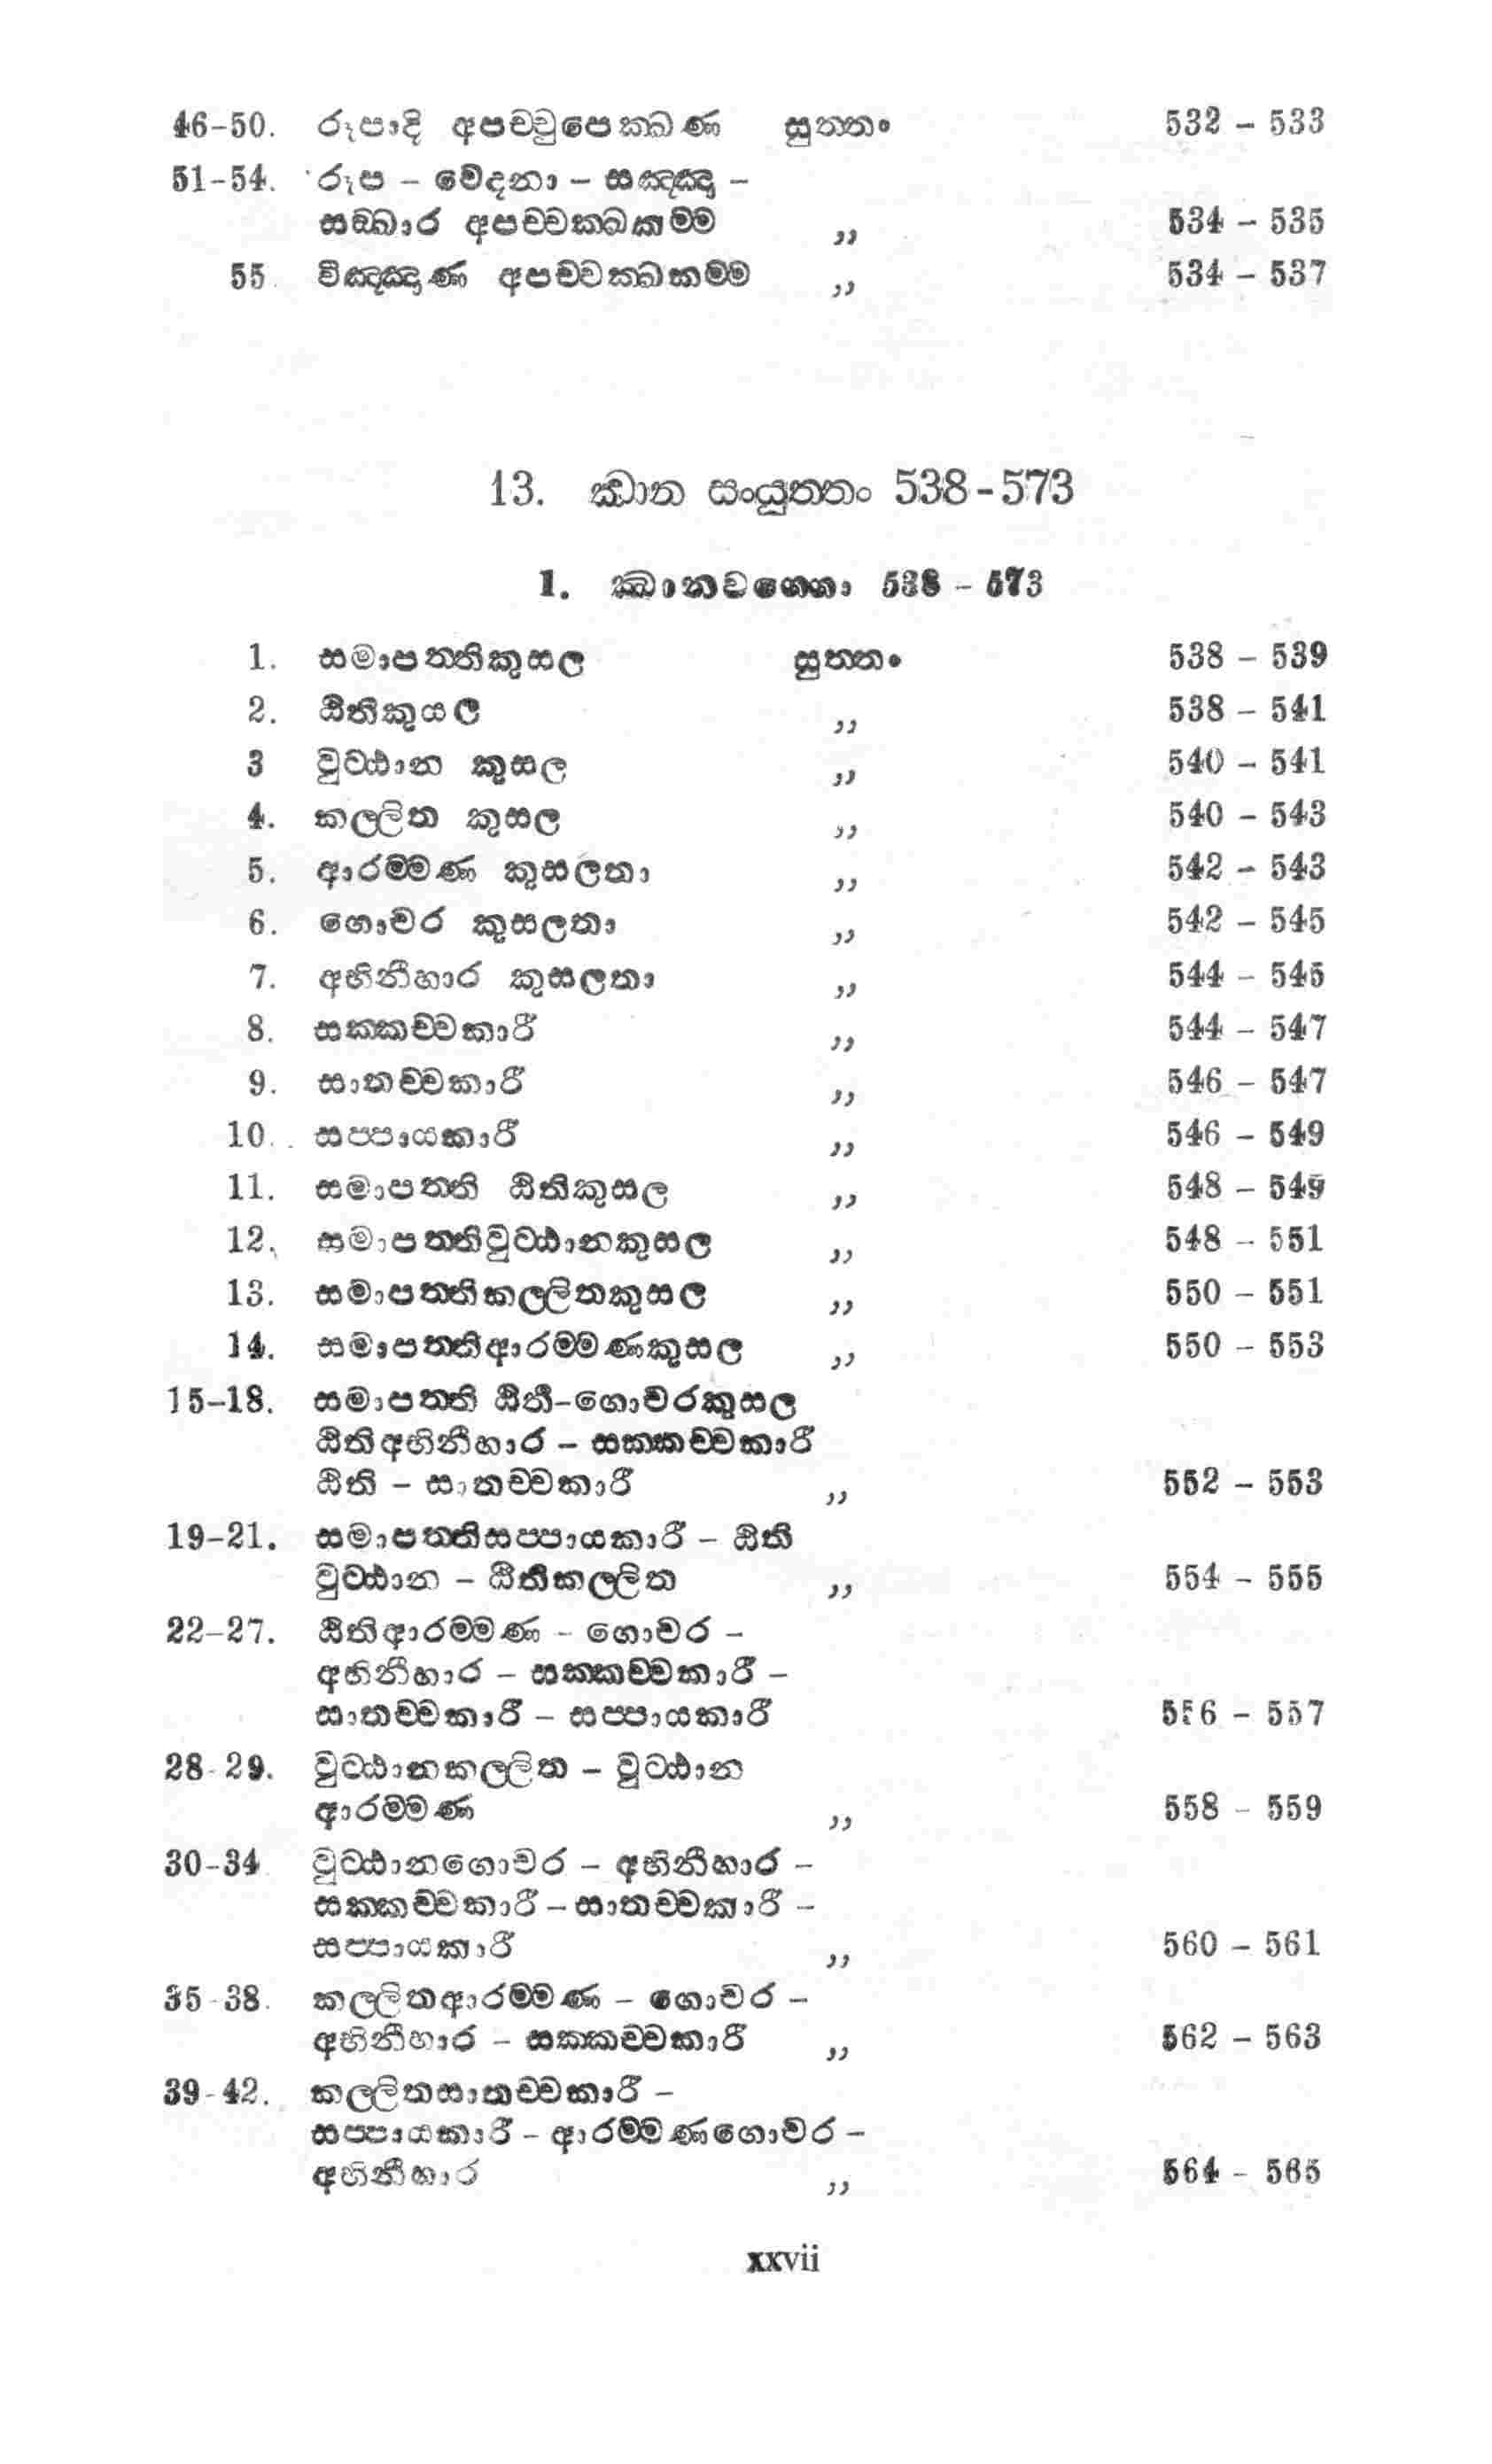 46-50. රූපාදි අපච්චුපෙක්ඛණ සුත්තං 532 - 533
51-54. රූප - වේදනා - සඤ්ඤා -
සඞ්ඛාර අපච්චක්ඛකම්ම ,, 534 - 535
55 විඤ්ඤාණ අපච්චක්ඛකම්ම ,, 534 - 537
13. ඣාන සංයුත්තං 538-573
1. ඣානවග්ගො 538 - 573
1. සමාපත්තිකුසල සුත්තං 538 - 539
2. ඨිතිකුයල ,, 538 - 541
3 වුට්ඨාන කුසල ,, 540 - 541
4. කල්ලිත කුසල ,, 540 - 543
5. ආරම්මණ කුසලතා ,, 542 - 543
6. ගොචර කුසලතා ,, 542 - 545
7. අභිනීහාර කුසලතා ,, 544 - 545
8. සක්කච්චකාරී ,, 544 - 547
9. සාතච්චකාරී ,, 546 - 547
10. සප්පායකාරී ,, 546 - 549
11. සමාපත්ති ඨිතිකුසල ,, 548 - 549
12. සමාපත්තිවුට්ඨානකුසල ,, 548 - 551
13. සමාපත්තිකල්ලිතකුසල ,, 550 - 551
14. සමාපත්තිආරම්මණකුසල ,, 550 - 553
15-18. සමාපත්ති ඨිතී-ගොචරකුසල
ඨිතිඅභිනීහාර - සක්කච්චකාරී
ඨිති - සාතච්චකාරී ,, 552 - 553
19-21. සමාපත්තිසප්පායකාරී - ඨිති
වුට්ඨාන - ඨිතිකල්ලිත ,, 554 - 555
22-27. ඨිතිආරම්මණ - ගොචර -
අභිනීහාර - සක්කච්චකාරී -
සාතච්චකාරී - සප්පායකාරී 556 - 557
28-29. වුට්ඨානකල්ලිත - වුට්ඨාන
ආරම්මණ ,, 558 - 559
30-34 වුට්ඨානගොචර - අභිනීහාර -
සක්කච්චකාරී - සාතච්චකාරී -
සප්පායකාරී ,, 560 - 561
35-38. කල්ලිතආරම්මණ - ගොචර -
අභිනීහාර - සක්කච්චකාරී ,, 562 - 563
39-42. කල්ලිතසාතච්චකාරී -
සප්පායකාරී - ආරම්මණගොචර -
අභිනීහාර ,, 564 - 565
xxvii